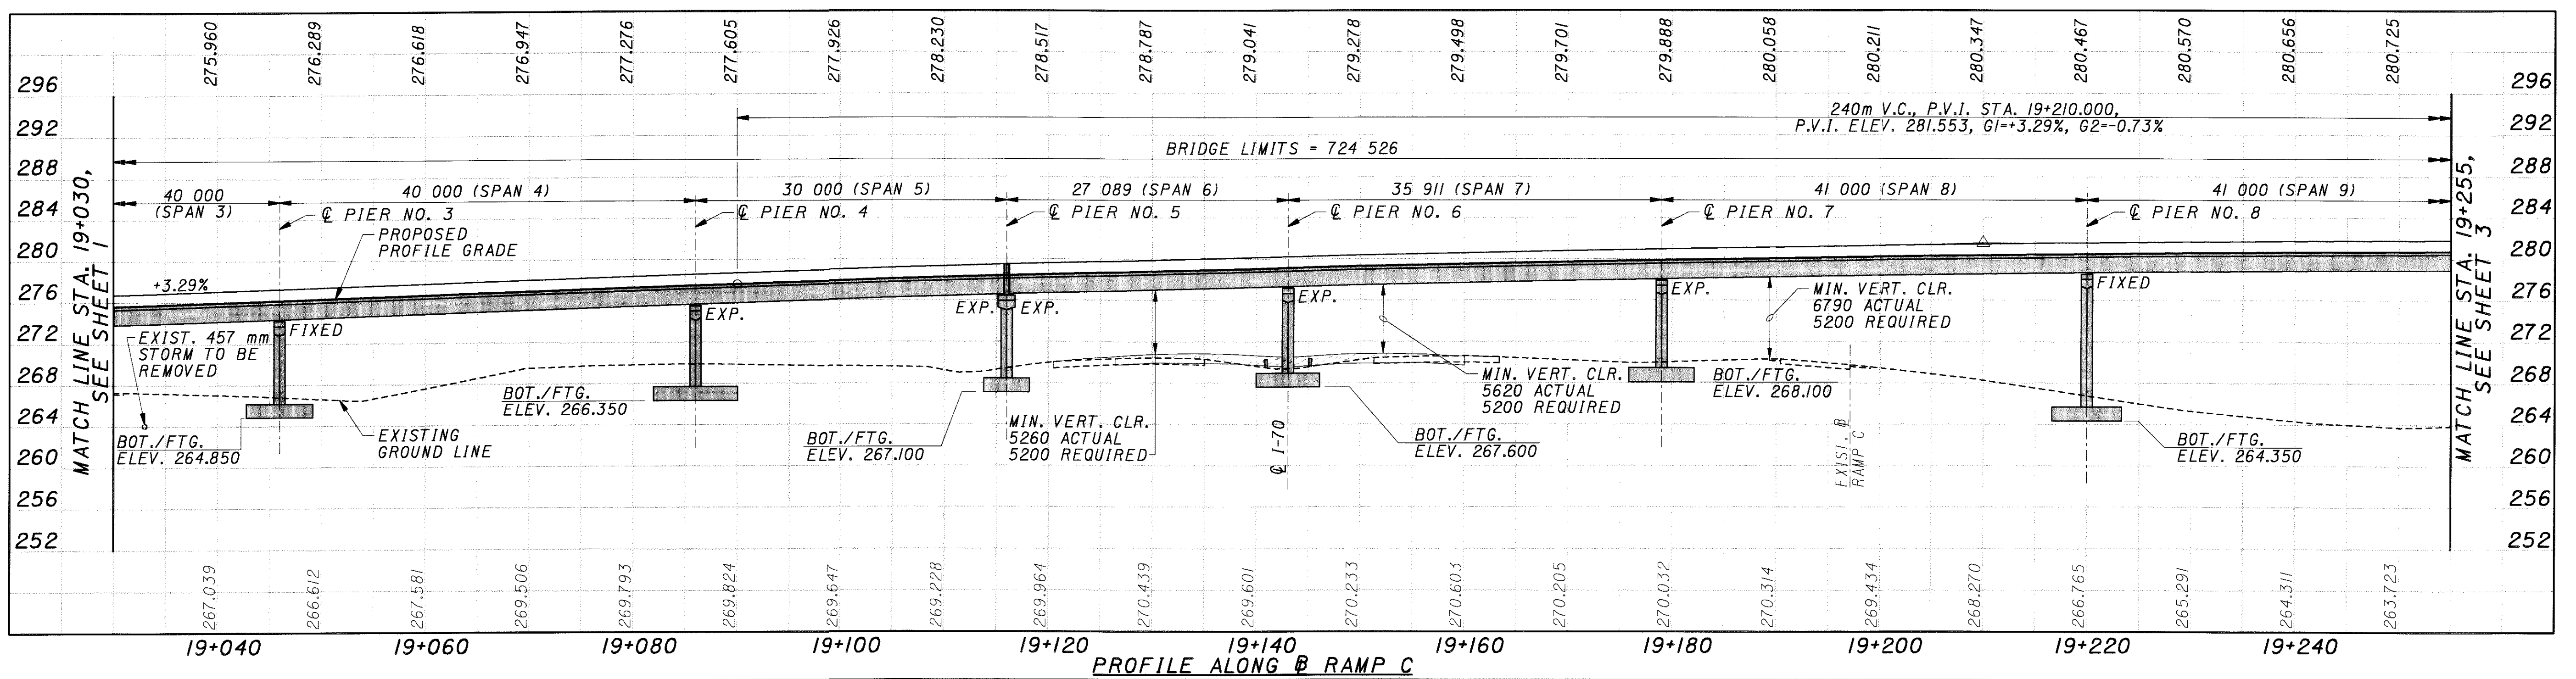 275.960 276.289 276.618 276.947 277.276 277.605 277.926 278.230 278.517 278.787 279.041 279.278 279.498 279.701 279.888 280.058 280.211 280.347 280.467 280.570 280.656 280.725
296 296
292 292
288 288
284 284
280 280
276 276
272 272
268 268
264 264
260 260
256 256
252 252
MATCH LINE STA. 19+030,
SEE SHEET 1
240m V.C., P.V.I. STA. 19+210.000,
P.V.I. ELEV. 281.553, G1=+3.29%, G2=-0.73%
BRIDGE LIMITS = 724 526
40 000
(SPAN 3)
40 000 (SPAN 4)
30 000 (SPAN 5)
27 089 (SPAN 6)
35 911 (SPAN 7)
41 000 (SPAN 8)
41 000 (SPAN 9)
℄ PIER NO. 3
℄ PIER NO. 4
℄ PIER NO. 5
℄ PIER NO. 6
℄ PIER NO. 7
℄ PIER NO. 8
PROPOSED
PROFILE GRADE
+3.29%
FIXED
EXP.
EXP. EXP.
EXP.
EXP.
FIXED
EXIST. 457 mm
STORM TO BE
REMOVED
MIN. VERT. CLR.
6790 ACTUAL
5200 REQUIRED
MIN. VERT. CLR.
5620 ACTUAL
5200 REQUIRED
MIN. VERT. CLR.
5260 ACTUAL
5200 REQUIRED
BOT./FTG.
ELEV. 264.850
EXISTING
GROUND LINE
BOT./FTG.
ELEV. 266.350
BOT./FTG.
ELEV. 267.100
℄ I-70
BOT./FTG.
ELEV. 267.600
BOT./FTG.
ELEV. 268.100
EXIST. ⅊
RAMP C
BOT./FTG.
ELEV. 264.350
MATCH LINE STA. 19+255,
SEE SHEET 3
267.039 266.612 267.581 269.506 269.793 269.824 269.647 269.228 269.964 270.439 269.601 270.233 270.603 270.205 270.032 270.314 269.434 268.270 266.765 265.291 264.311 263.723
19+040 19+060 19+080 19+100 19+120 19+140 19+160 19+180 19+200 19+220 19+240
PROFILE ALONG ⅊ RAMP C